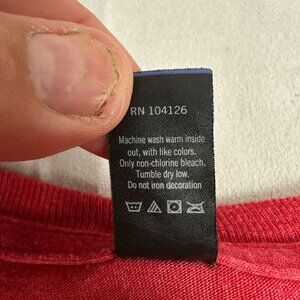 RN 104126
Machine wash warm inside
out, with like colors.
Only non-chlorine bleach.
Tumble dry low.
Do not iron decoration